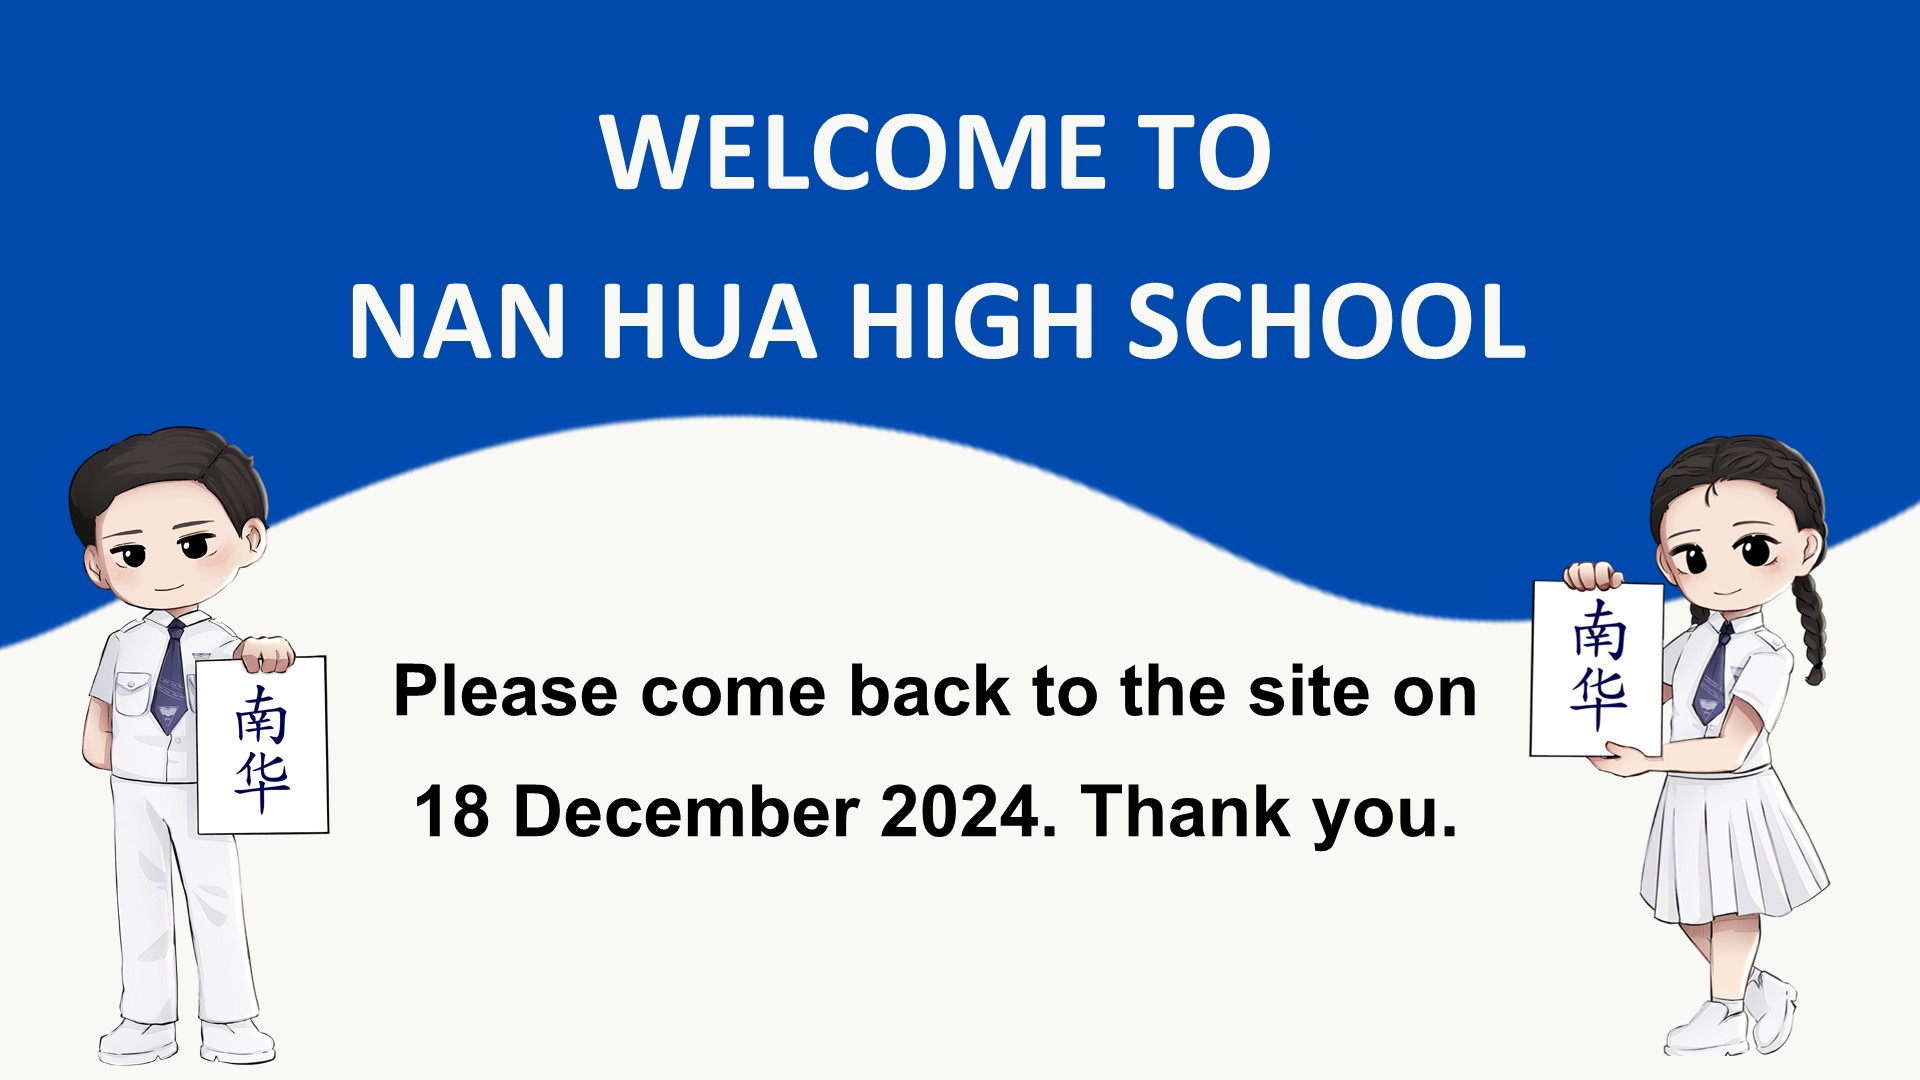 WELCOME TO
NAN HUA HIGH SCHOOL
Please come back to the site on
18 December 2024. Thank you.
南
华
南
华